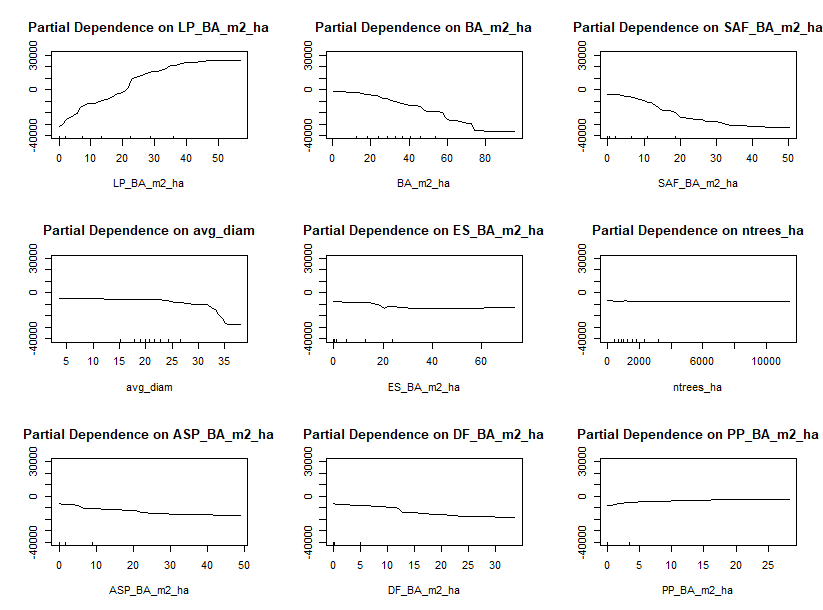 Partial Dependence on LP_BA_m2_ha
30000
0
-40000
0 10 20 30 40 50
LP_BA_m2_ha
Partial Dependence on BA_m2_ha
30000
0
-40000
0 20 40 60 80
BA_m2_ha
Partial Dependence on SAF_BA_m2_ha
30000
0
-40000
0 10 20 30 40 50
SAF_BA_m2_ha
Partial Dependence on avg_diam
30000
0
-40000
5 10 15 20 25 30 35
avg_diam
Partial Dependence on ES_BA_m2_ha
30000
0
-40000
0 20 40 60
ES_BA_m2_ha
Partial Dependence on ntrees_ha
30000
0
-40000
0 2000 6000 10000
ntrees_ha
Partial Dependence on ASP_BA_m2_ha
30000
0
-40000
0 10 20 30 40 50
ASP_BA_m2_ha
Partial Dependence on DF_BA_m2_ha
30000
0
-40000
0 5 10 15 20 25 30
DF_BA_m2_ha
Partial Dependence on PP_BA_m2_ha
30000
0
-40000
0 5 10 15 20 25
PP_BA_m2_ha